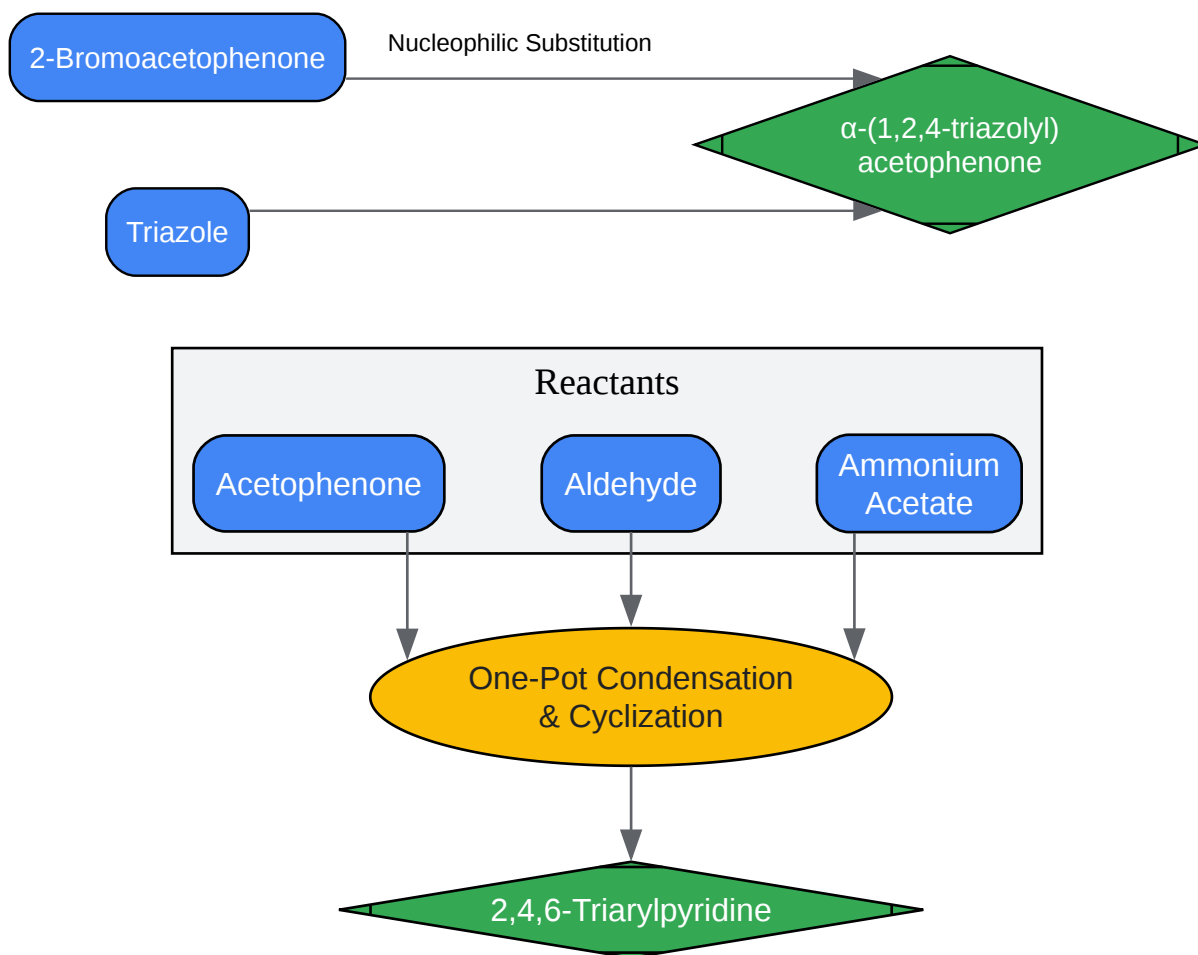 2-Bromoacetophenone
Nucleophilic Substitution
α-(1,2,4-triazolyl)
acetophenone
Triazole
Reactants
Acetophenone
Aldehyde
Ammonium
Acetate
One-Pot Condensation
& Cyclization
2,4,6-Triarylpyridine